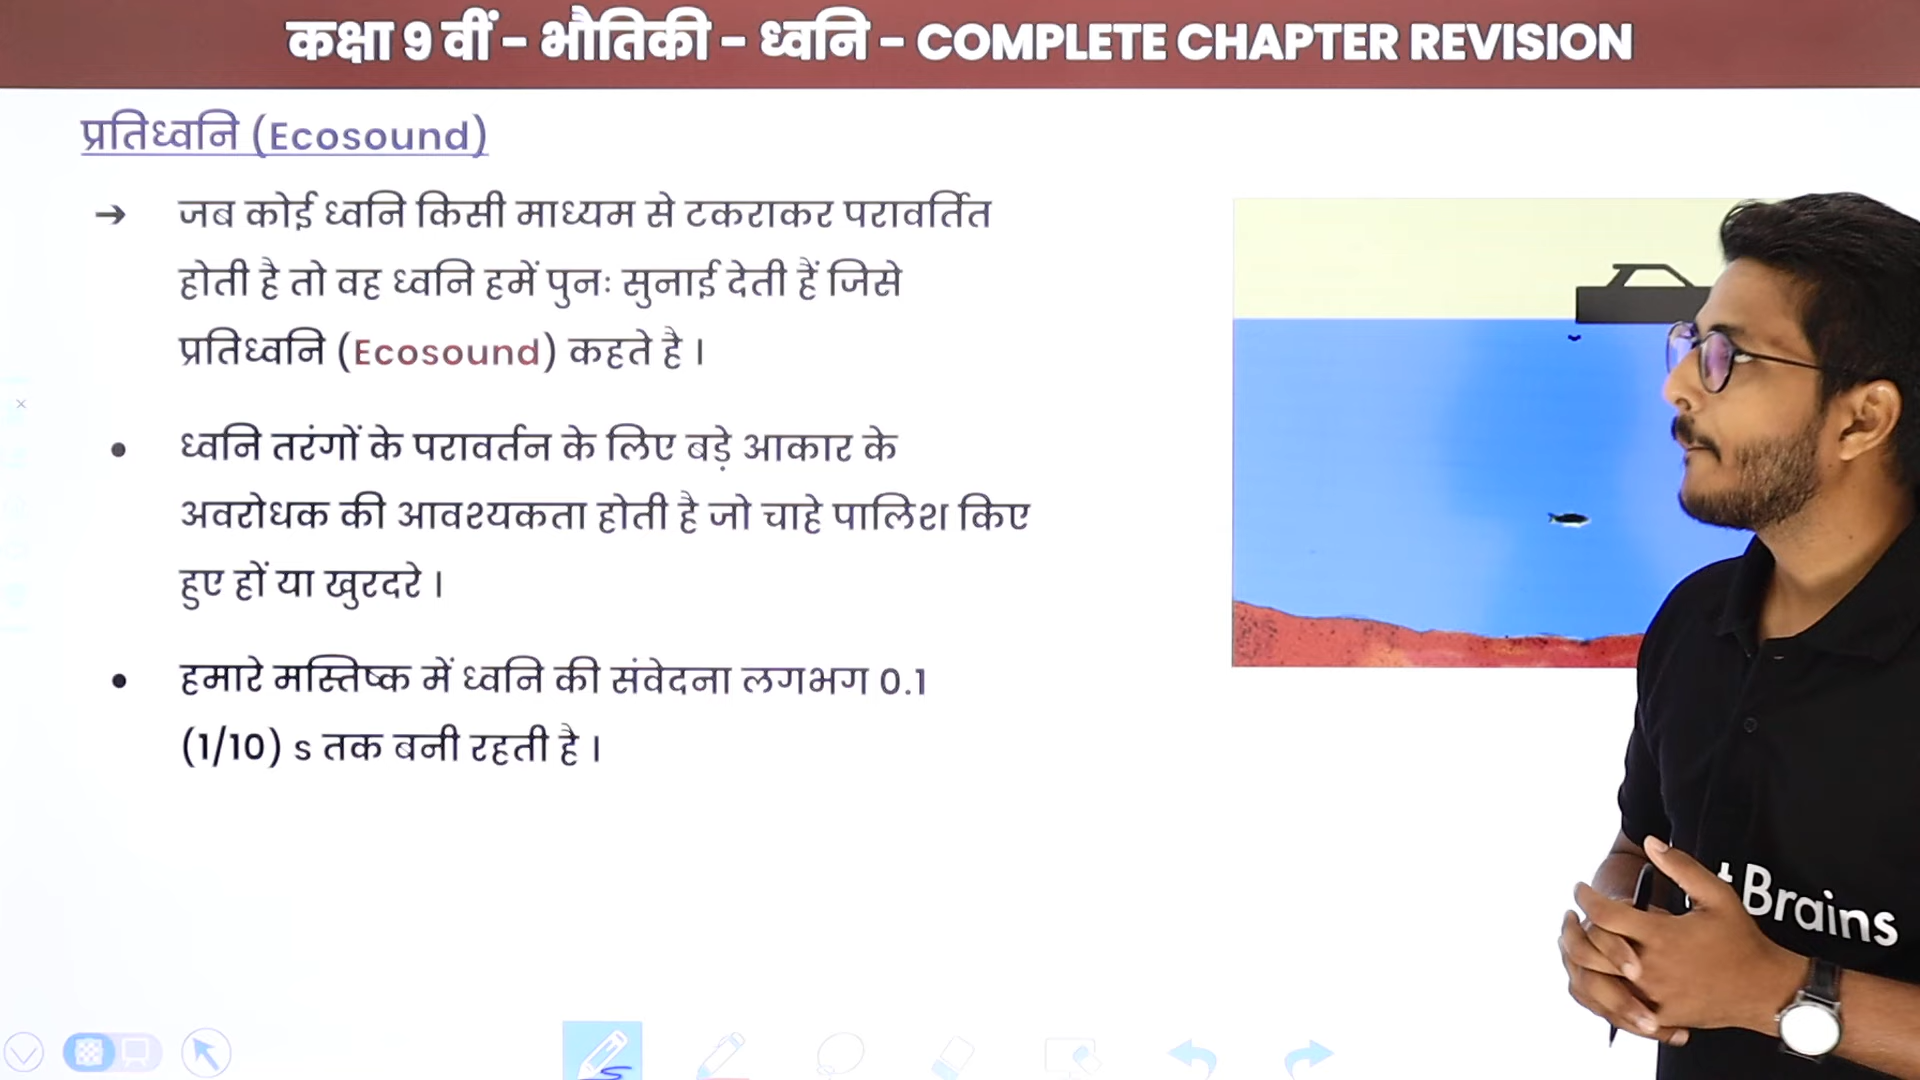 कक्षा 9 वीं - भौतिकी - ध्वनि - COMPLETE CHAPTER REVISION
प्रतिध्वनि (Ecosound)
➔ जब कोई ध्वनि किसी माध्यम से टकराकर परावर्तित
होती है तो वह ध्वनि हमें पुनः सुनाई देती हैं जिसे
प्रतिध्वनि (Ecosound) कहते है ।
● ध्वनि तरंगों के परावर्तन के लिए बड़े आकार के
अवरोधक की आवश्यकता होती है जो चाहे पालिश किए
हुए हों या खुरदरे ।
● हमारे मस्तिष्क में ध्वनि की संवेदना लगभग 0.1
(1/10) s तक बनी रहती है ।
Brains